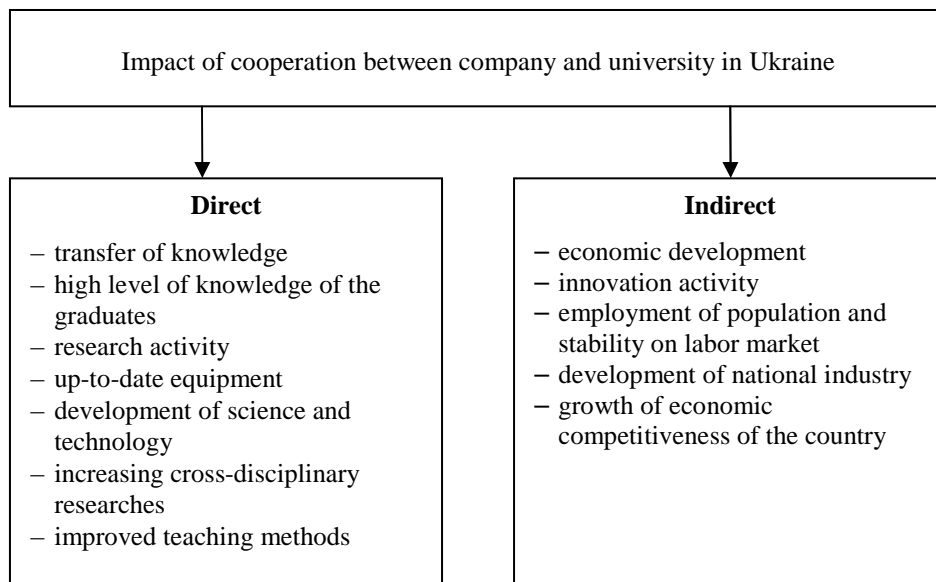 Impact of cooperation between company and university in Ukraine
Direct
– transfer of knowledge
– high level of knowledge of the
graduates
– research activity
– up-to-date equipment
– development of science and
technology
– increasing cross-disciplinary
researches
– improved teaching methods
Indirect
– economic development
– innovation activity
– employment of population and
stability on labor market
– development of national industry
– growth of economic
competitiveness of the country